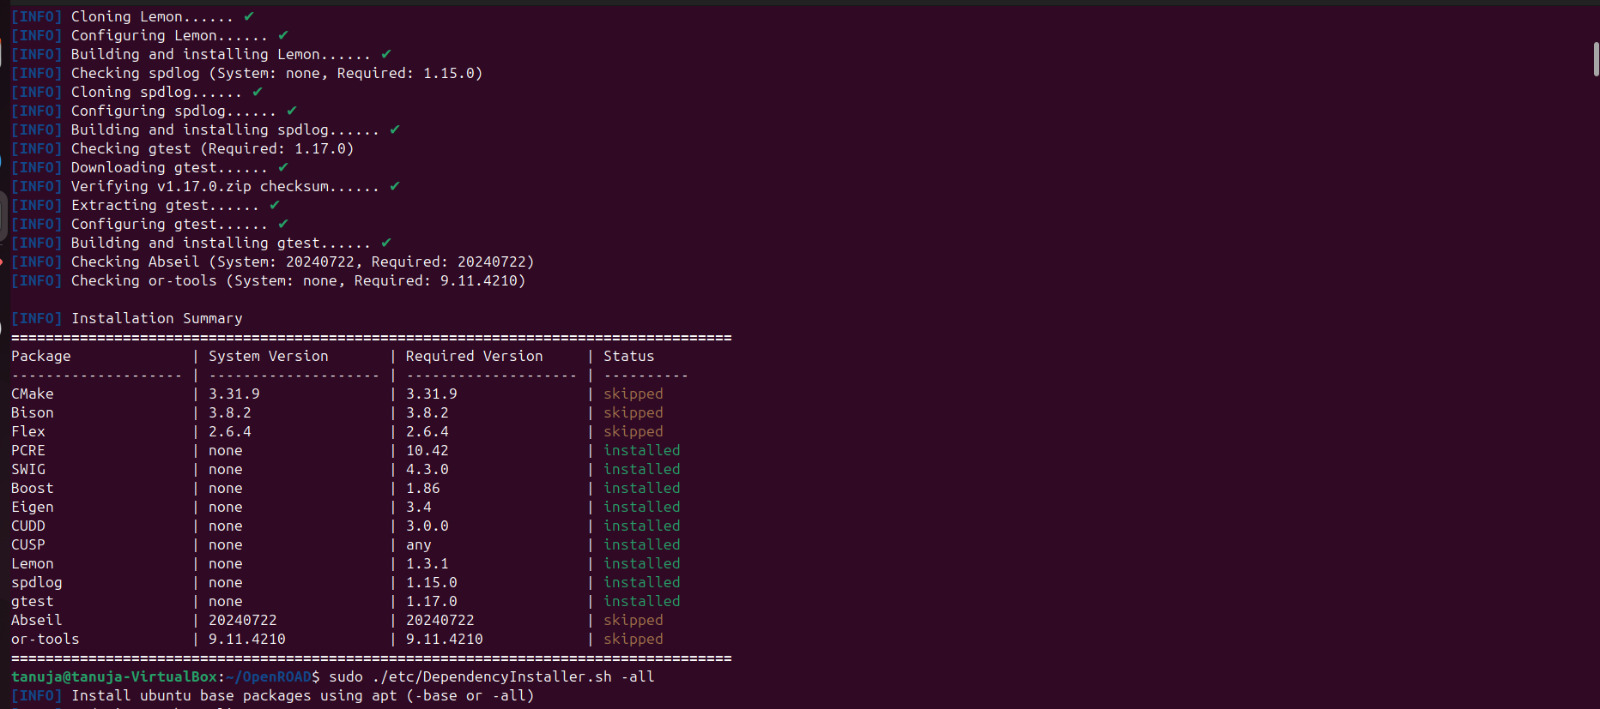 [INFO] Cloning Lemon...... ✔
[INFO] Configuring Lemon...... ✔
[INFO] Building and installing Lemon...... ✔
[INFO] Checking spdlog (System: none, Required: 1.15.0)
[INFO] Cloning spdlog...... ✔
[INFO] Configuring spdlog...... ✔
[INFO] Building and installing spdlog...... ✔
[INFO] Checking gtest (Required: 1.17.0)
[INFO] Downloading gtest...... ✔
[INFO] Verifying v1.17.0.zip checksum...... ✔
[INFO] Extracting gtest...... ✔
[INFO] Configuring gtest...... ✔
[INFO] Building and installing gtest...... ✔
[INFO] Checking Abseil (System: 20240722, Required: 20240722)
[INFO] Checking or-tools (System: none, Required: 9.11.4210)
[INFO] Installation Summary
====================================================================================
Package | System Version | Required Version | Status
-------------------- | -------------------- | -------------------- | ----------
CMake | 3.31.9 | 3.31.9 | skipped
Bison | 3.8.2 | 3.8.2 | skipped
Flex | 2.6.4 | 2.6.4 | skipped
PCRE | none | 10.42 | installed
SWIG | none | 4.3.0 | installed
Boost | none | 1.86 | installed
Eigen | none | 3.4 | installed
CUDD | none | 3.0.0 | installed
CUSP | none | any | installed
Lemon | none | 1.3.1 | installed
spdlog | none | 1.15.0 | installed
gtest | none | 1.17.0 | installed
Abseil | 20240722 | 20240722 | skipped
or-tools | 9.11.4210 | 9.11.4210 | skipped
====================================================================================
tanuja@tanuja-VirtualBox:~/OpenROAD$ sudo ./etc/DependencyInstaller.sh -all
[INFO] Install ubuntu base packages using apt (-base or -all)